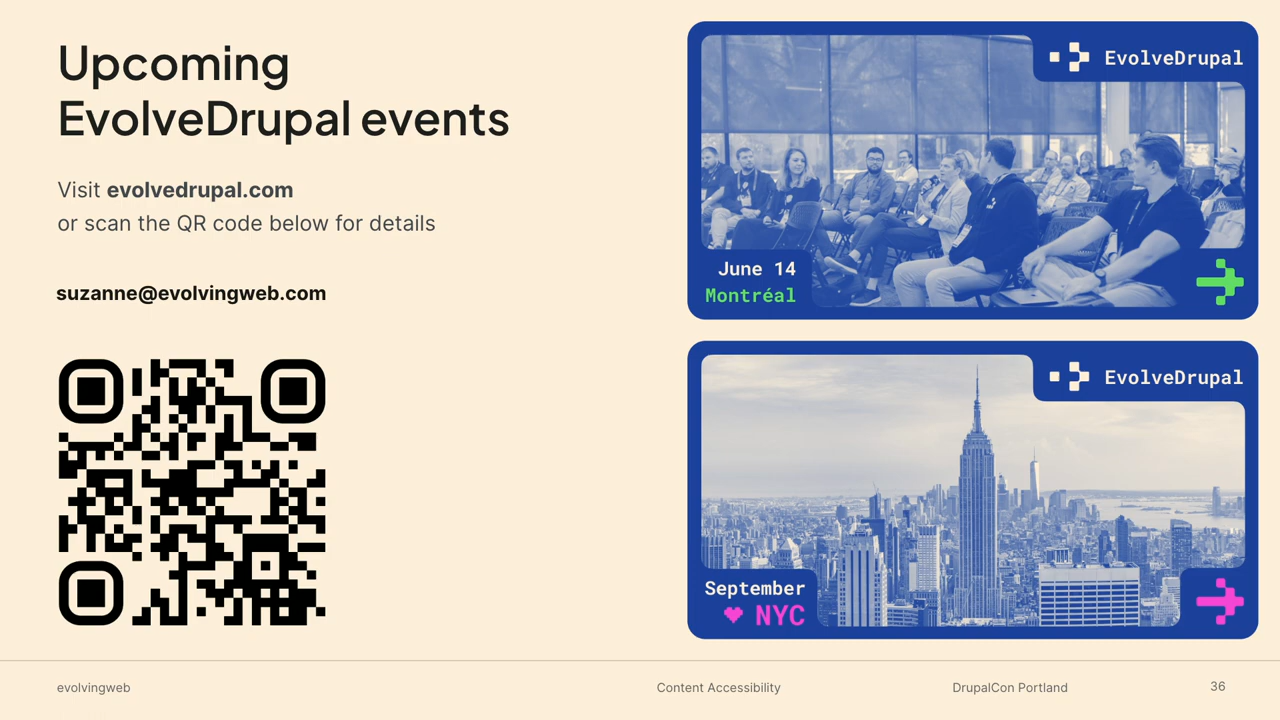 Upcoming
EvolveDrupal events
Visit evolvedrupal.com
or scan the QR code below for details
suzanne@evolvingweb.com
EvolveDrupal
June 14
Montréal
EvolveDrupal
September
NYC
evolvingweb
Content Accessibility
DrupalCon Portland
36